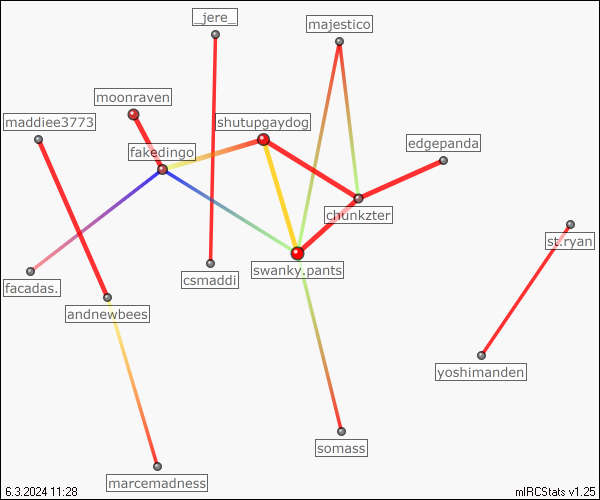 _jere_
majestico
moonraven
maddiee3773
shutupgaydog
edgepanda
fakedingo
chunkzter
st.ryan
swanky.pants
csmaddi
facadas.
andnewbees
yoshimanden
somass
marcemadness
6.3.2024 11:28
mIRCStats v1.25